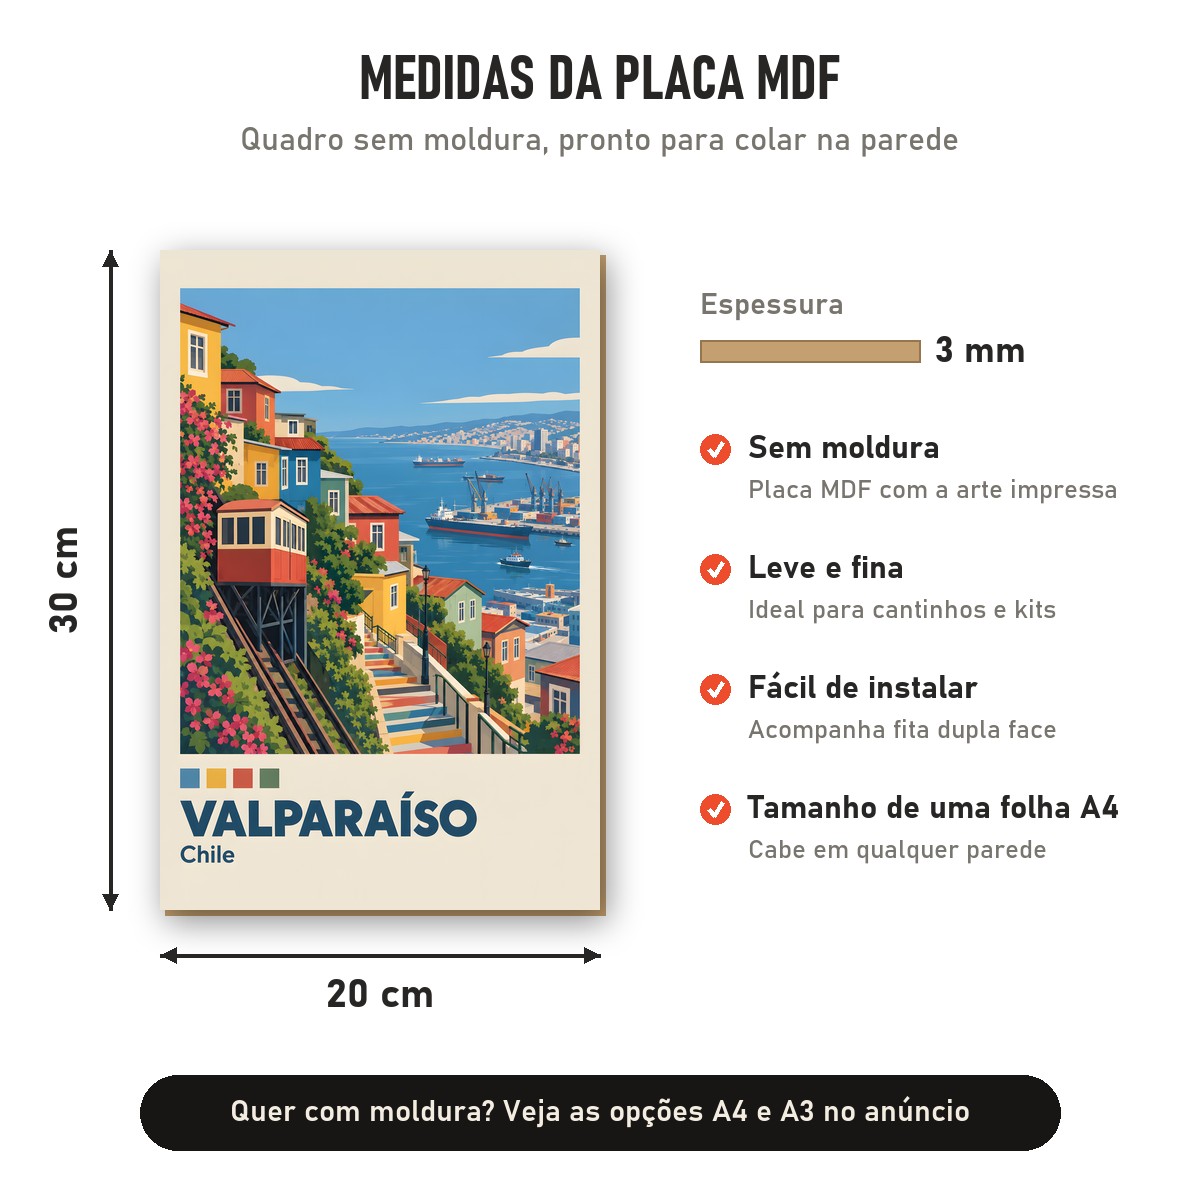 MEDIDAS DA PLACA MDF
Quadro sem moldura, pronto para colar na parede
30 cm
VALPARAÍSO
Chile
20 cm
Espessura
3 mm
Sem moldura
Placa MDF com a arte impressa
Leve e fina
Ideal para cantinhos e kits
Fácil de instalar
Acompanha fita dupla face
Tamanho de uma folha A4
Cabe em qualquer parede
Quer com moldura? Veja as opções A4 e A3 no anúncio